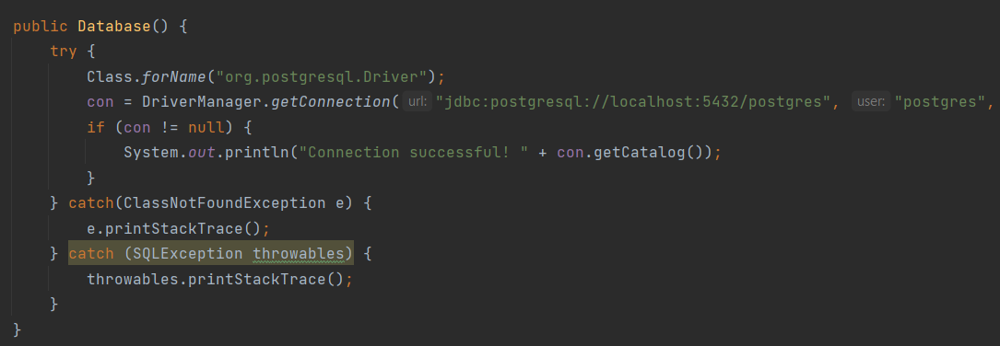 public Database() {
    try {
        Class.forName("org.postgresql.Driver");
        con = DriverManager.getConnection( url: "jdbc:postgresql://localhost:5432/postgres", user: "postgres",
        if (con != null) {
            System.out.println("Connection successful! " + con.getCatalog());
        }
    } catch(ClassNotFoundException e) {
        e.printStackTrace();
    } catch (SQLException throwables) {
        throwables.printStackTrace();
    }
}